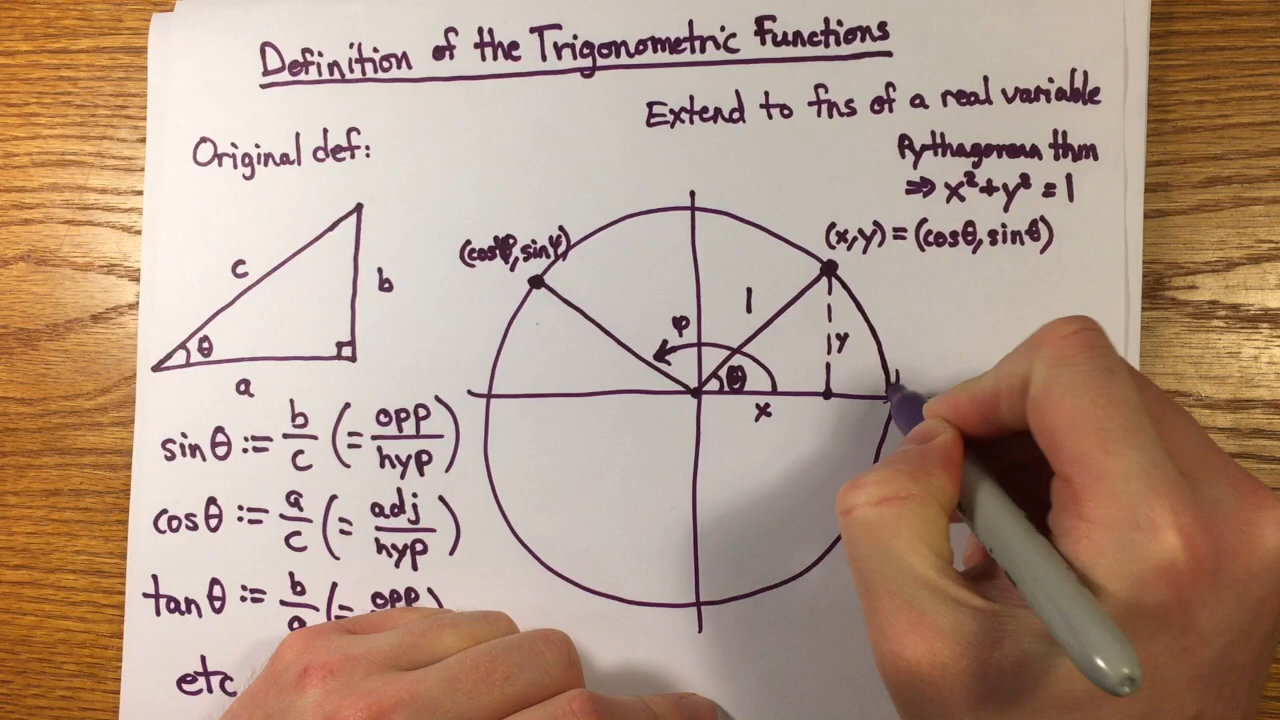 Definition of the Trigonometric Functions
Extend to fns of a real variable
Pythagorean thm
⇒ x² + y² = 1
Original def:
(x,y) = (cosθ, sinθ)
(cosφ, sinφ)
c
b
θ
a
1
φ
y
θ
x
sinθ := b/c (= opp/hyp)
cosθ := a/c (= adj/hyp)
tanθ := b/a (= opp
etc